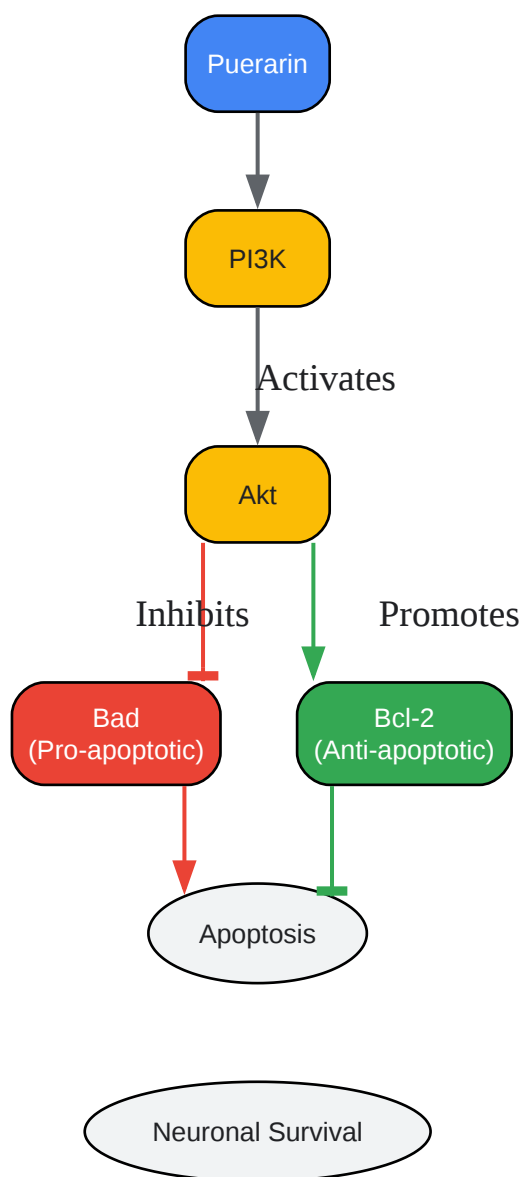 Puerarin
PI3K
Activates
Akt
Inhibits
Promotes
Bad
(Pro-apoptotic)
Bcl-2
(Anti-apoptotic)
Apoptosis
Neuronal Survival